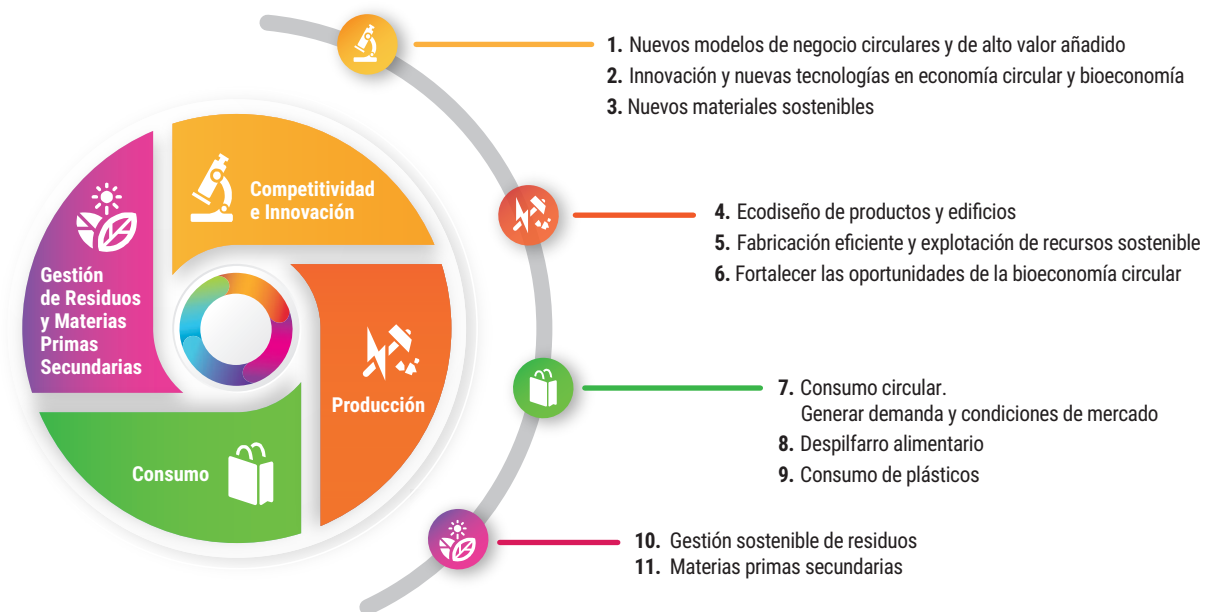 1. Nuevos modelos de negocio circulares y de alto valor añadido
2. Innovación y nuevas tecnologías en economía circular y bioeconomía
3. Nuevos materiales sostenibles
Competitividad
e Innovación
Gestión
de Residuos
y Materias
Primas
Secundarias
Producción
Consumo
4. Ecodiseño de productos y edificios
5. Fabricación eficiente y explotación de recursos sostenible
6. Fortalecer las oportunidades de la bioeconomía circular
7. Consumo circular.
Generar demanda y condiciones de mercado
8. Despilfarro alimentario
9. Consumo de plásticos
10. Gestión sostenible de residuos
11. Materias primas secundarias